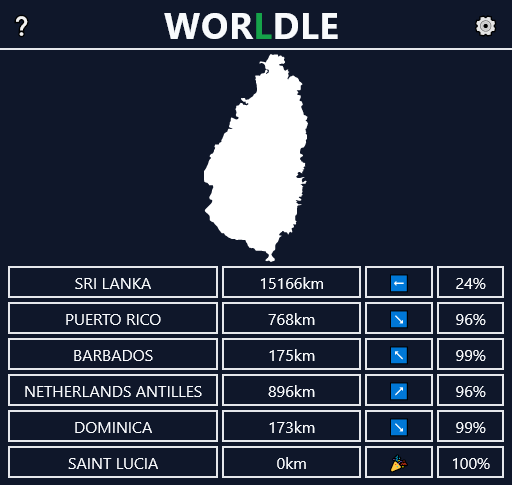 ? WORLDLE
SRI LANKA 15166km ← 24%
PUERTO RICO 768km ↘ 96%
BARBADOS 175km ↖ 99%
NETHERLANDS ANTILLES 896km ↗ 96%
DOMINICA 173km ↘ 99%
SAINT LUCIA 0km 🎉 100%